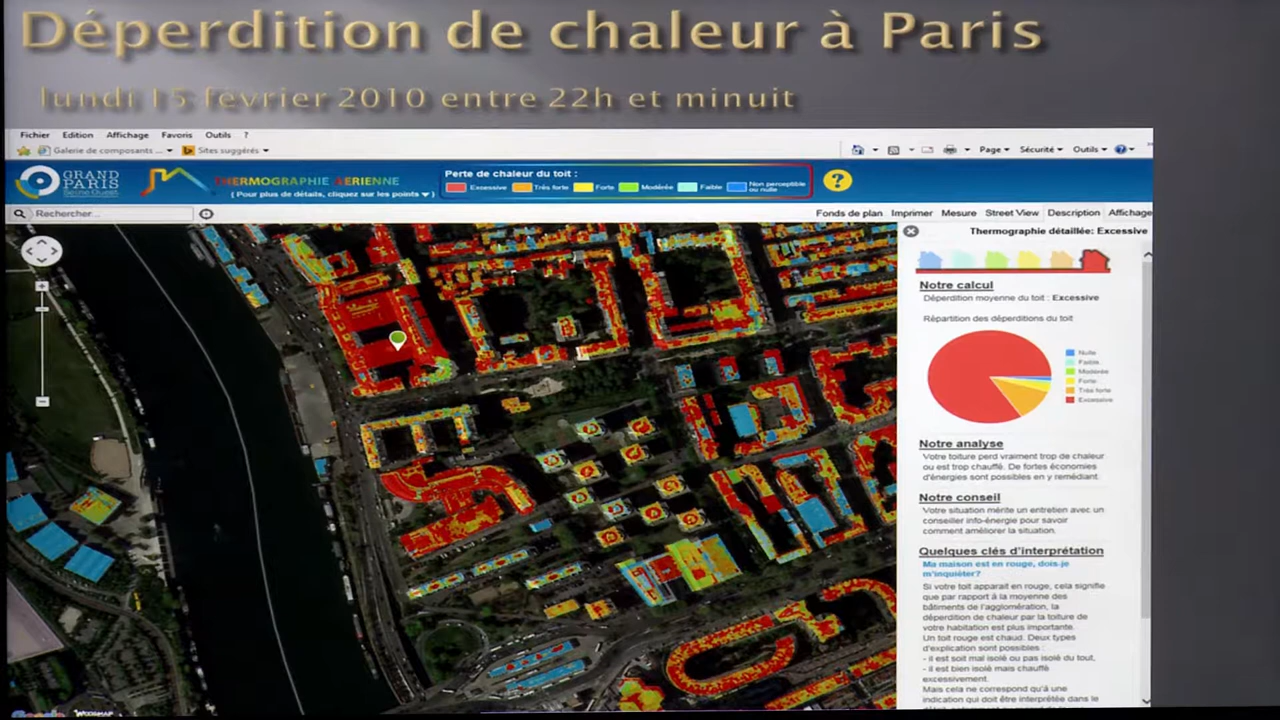 Déperdition de chaleur à Paris
lundi 15 février 2010 entre 22h et minuit
Fichier Edition Affichage Favoris Outils ?
Galerie de composants ... Sites suggérés
Page Sécurité Outils
GRAND PARIS
Seine Ouest
THERMOGRAPHIE AERIENNE
( Pour plus de détails, cliquez sur les points )
Perte de chaleur du toit :
Excessive Très forte Forte Modérée Faible Non perceptible ou nulle
?
Rechercher...
Fonds de plan Imprimer Mesure Street View Description Affichage
Thermographie détaillée: Excessive
Notre calcul
Déperdition moyenne du toit : Excessive
Répartition des déperditions du toit
Nulle
Faible
Modérée
Forte
Très forte
Excessive
Notre analyse
Votre toiture perd vraiment trop de chaleur
ou est trop chauffé. De fortes économies
d'énergies sont possibles en y remédiant.
Notre conseil
Votre situation mérite un entretien avec un
conseiller info-énergie pour savoir
comment améliorer la situation.
Quelques clés d'interprétation
Ma maison est en rouge, dois-je
m'inquiéter?
Si votre toit apparait en rouge, cela signifie
que par rapport à la moyenne des
bâtiments de l'agglomération, la
déperdition de chaleur par la toiture de
votre habitation est plus importante.
Un toit rouge est chaud. Deux types
d'explication sont possibles :
- il est soit mal isolé ou pas isolé du tout,
- il est bien isolé mais chauffé
excessivement.
Mais cela ne correspond qu'à une
indication qui doit être interprétée dans le
Google